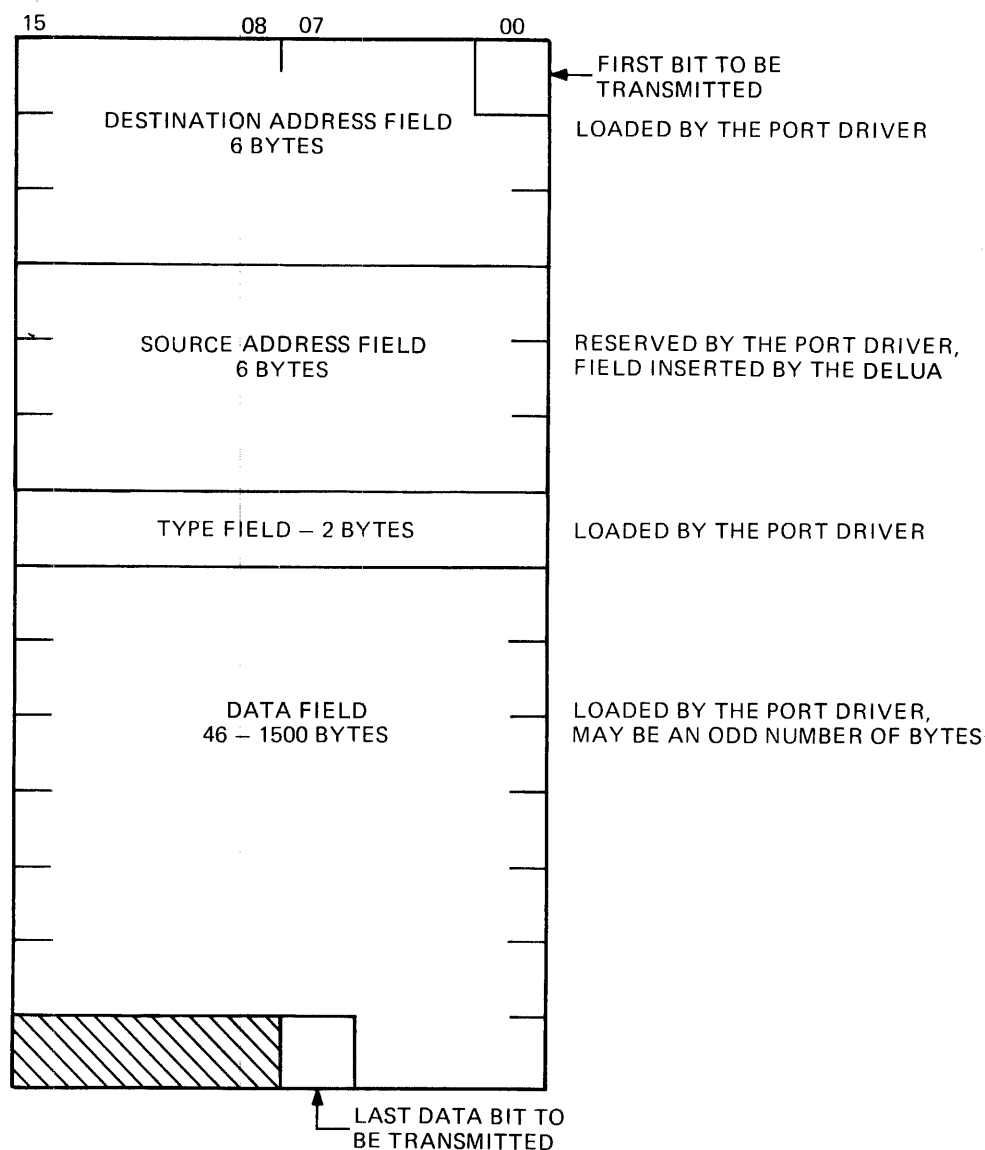 15 08 07 00
FIRST BIT TO BE
TRANSMITTED
DESTINATION ADDRESS FIELD
6 BYTES
LOADED BY THE PORT DRIVER
SOURCE ADDRESS FIELD
6 BYTES
RESERVED BY THE PORT DRIVER,
FIELD INSERTED BY THE DELUA
TYPE FIELD – 2 BYTES
LOADED BY THE PORT DRIVER
DATA FIELD
46 – 1500 BYTES
LOADED BY THE PORT DRIVER,
MAY BE AN ODD NUMBER OF BYTES
LAST DATA BIT TO
BE TRANSMITTED